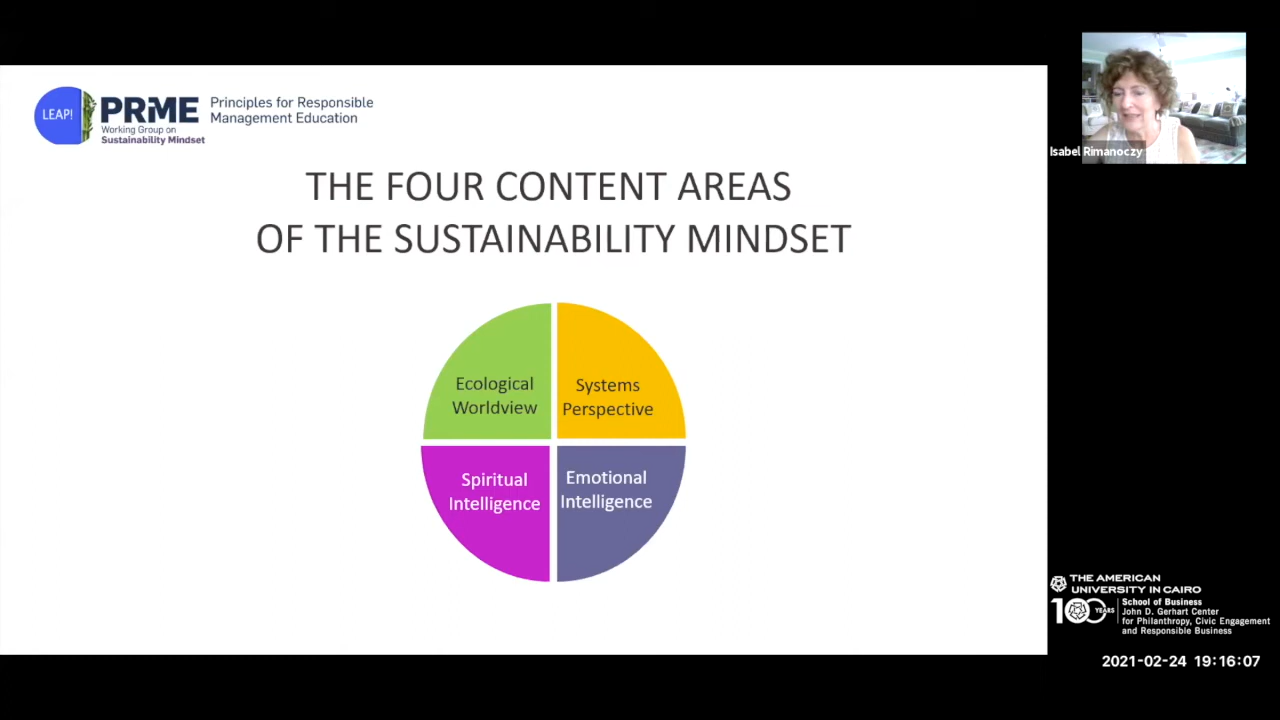 LEAP!
PRiME
Principles for Responsible
Management Education
Working Group on
Sustainability Mindset
THE FOUR CONTENT AREAS
OF THE SUSTAINABILITY MINDSET
Ecological
Worldview
Systems
Perspective
Spiritual
Intelligence
Emotional
Intelligence
Isabel Rimanoczy
THE AMERICAN
UNIVERSITY IN CAIRO
100 YEARS
School of Business
John D. Gerhart Center
for Philanthropy, Civic Engagement
and Responsible Business
2021-02-24 19:16:07